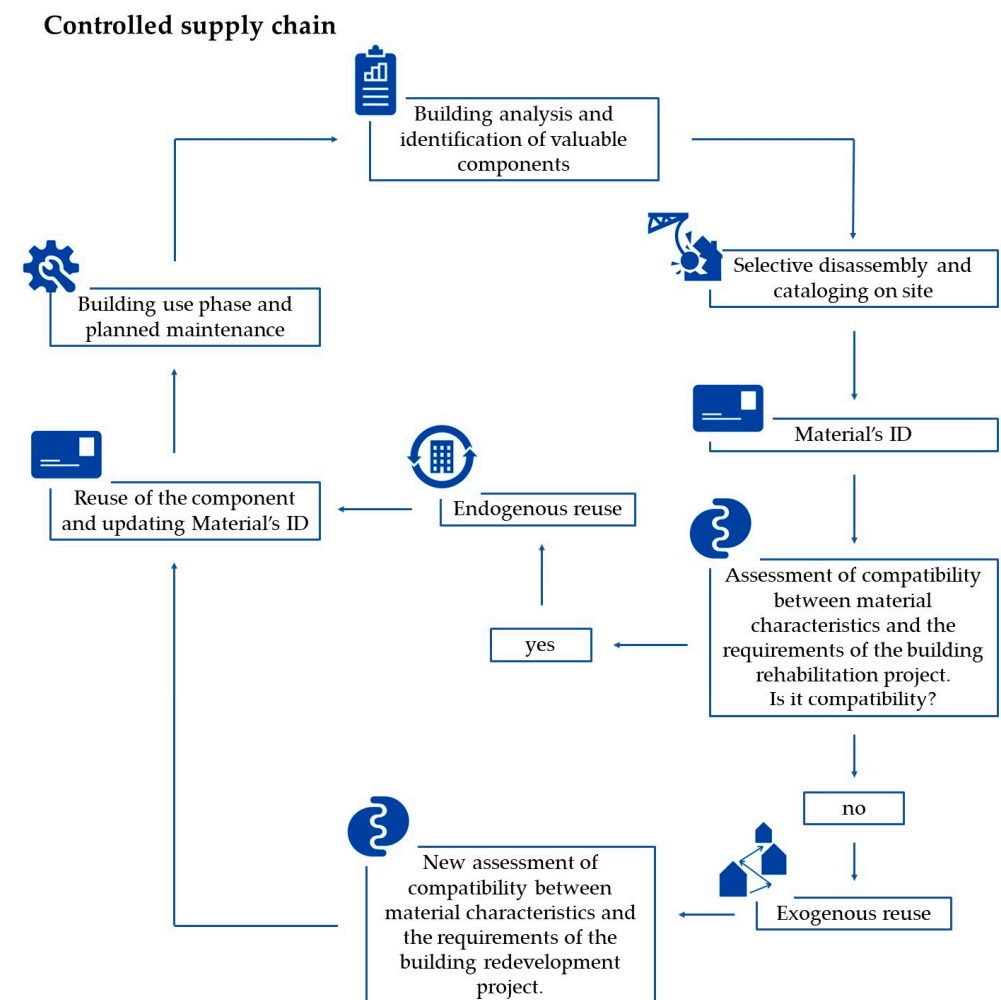 Controlled supply chain
Building analysis and
identification of valuable
components
Selective disassembly and
cataloging on site
Building use phase and
planned maintenance
Material's ID
Reuse of the component
and updating Material's ID
Endogenous reuse
Assessment of compatibility
between material
characteristics and the
requirements of the building
rehabilitation project.
Is it compatibility?
yes
no
Exogenous reuse
New assessment of
compatibility between
material characteristics and
the requirements of the
building redevelopment
project.